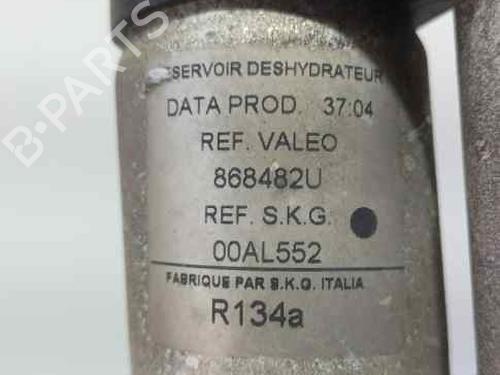 SERVOIR DESHYDRATEUR
DATA PROD. 37:04
REF. VALEO
868482U
REF. S.K.G.
00AL552
FABRIQUE PAR S.K.G. ITALIA
R134a
B-PARTS